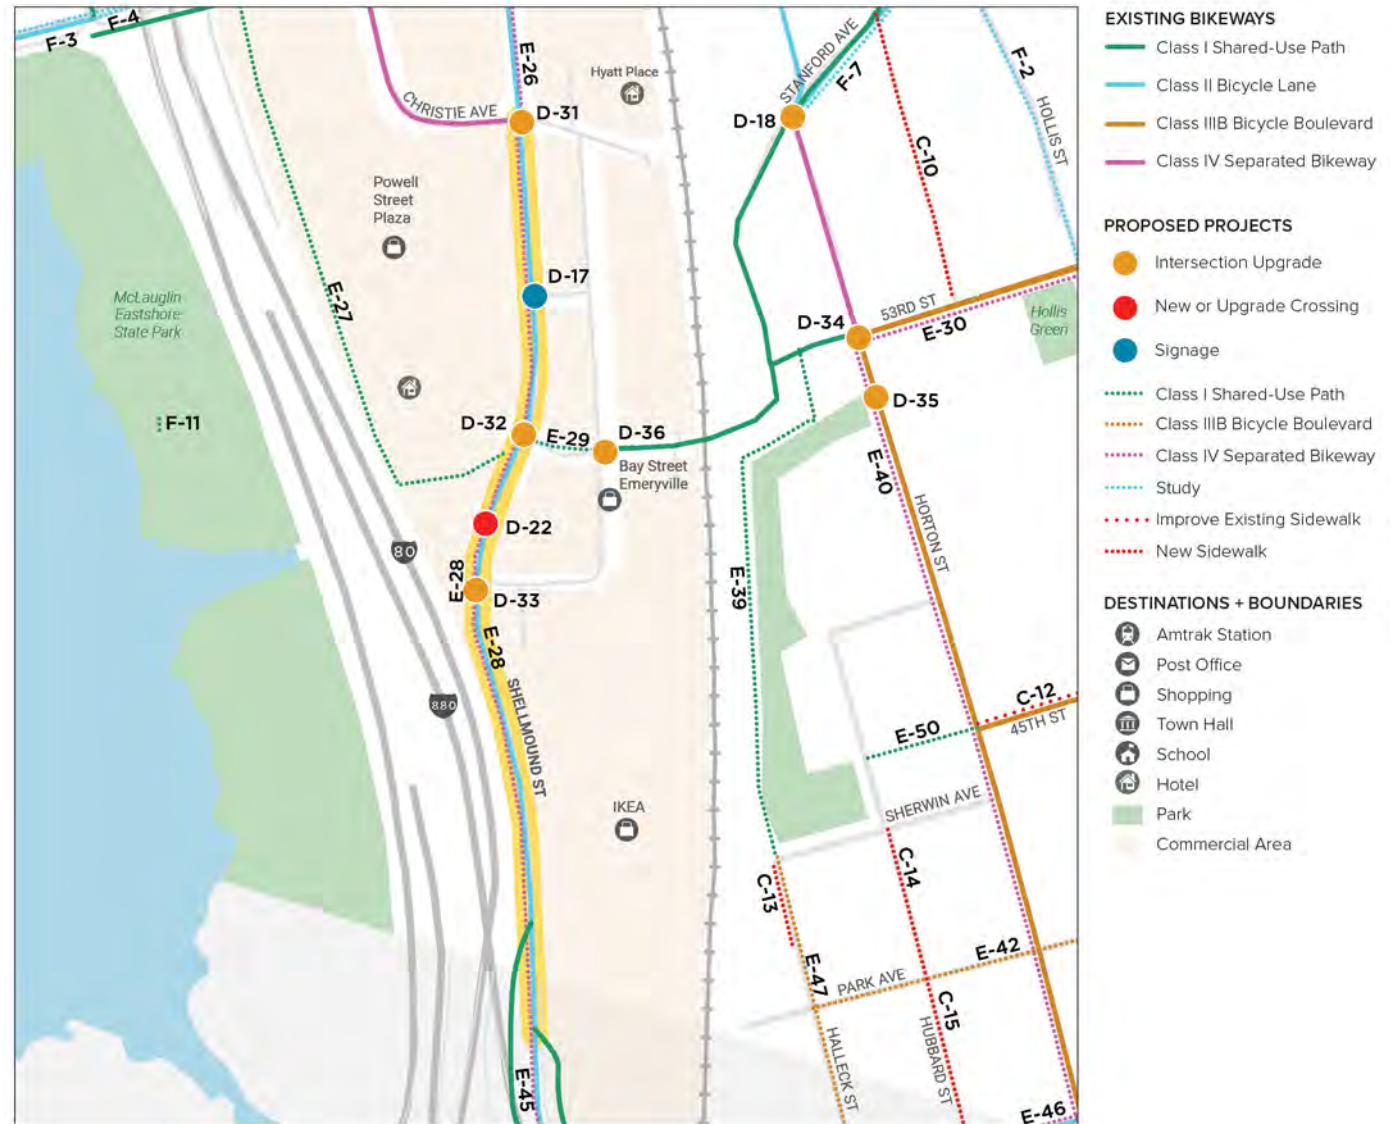 F-3
F-4
E-26
Hyatt Place
CHRISTIE AVE
D-31
STANFORD AVE
F-7
D-18
F-2
HOLLIS ST
C-10
Powell
Street
Plaza
D-17
E-27
McLaughlin
Eastshore
State Park
53RD ST
D-34
E-30
Hollis
Green
D-35
F-11
D-32
E-29
D-36
Bay Street
Emeryville
E-40
HORTON ST
D-22
80
E-28
D-33
E-39
E-28
SHELLMOUND ST
880
C-12
45TH ST
E-50
IKEA
SHERWIN AVE
C-13
C-14
E-42
E-47
PARK AVE
C-15
HALLECK ST
HUBBARD ST
E-45
E-46
EXISTING BIKEWAYS
Class I Shared-Use Path
Class II Bicycle Lane
Class IIIB Bicycle Boulevard
Class IV Separated Bikeway
PROPOSED PROJECTS
Intersection Upgrade
New or Upgrade Crossing
Signage
Class I Shared-Use Path
Class IIIB Bicycle Boulevard
Class IV Separated Bikeway
Study
Improve Existing Sidewalk
New Sidewalk
DESTINATIONS + BOUNDARIES
Amtrak Station
Post Office
Shopping
Town Hall
School
Hotel
Park
Commercial Area